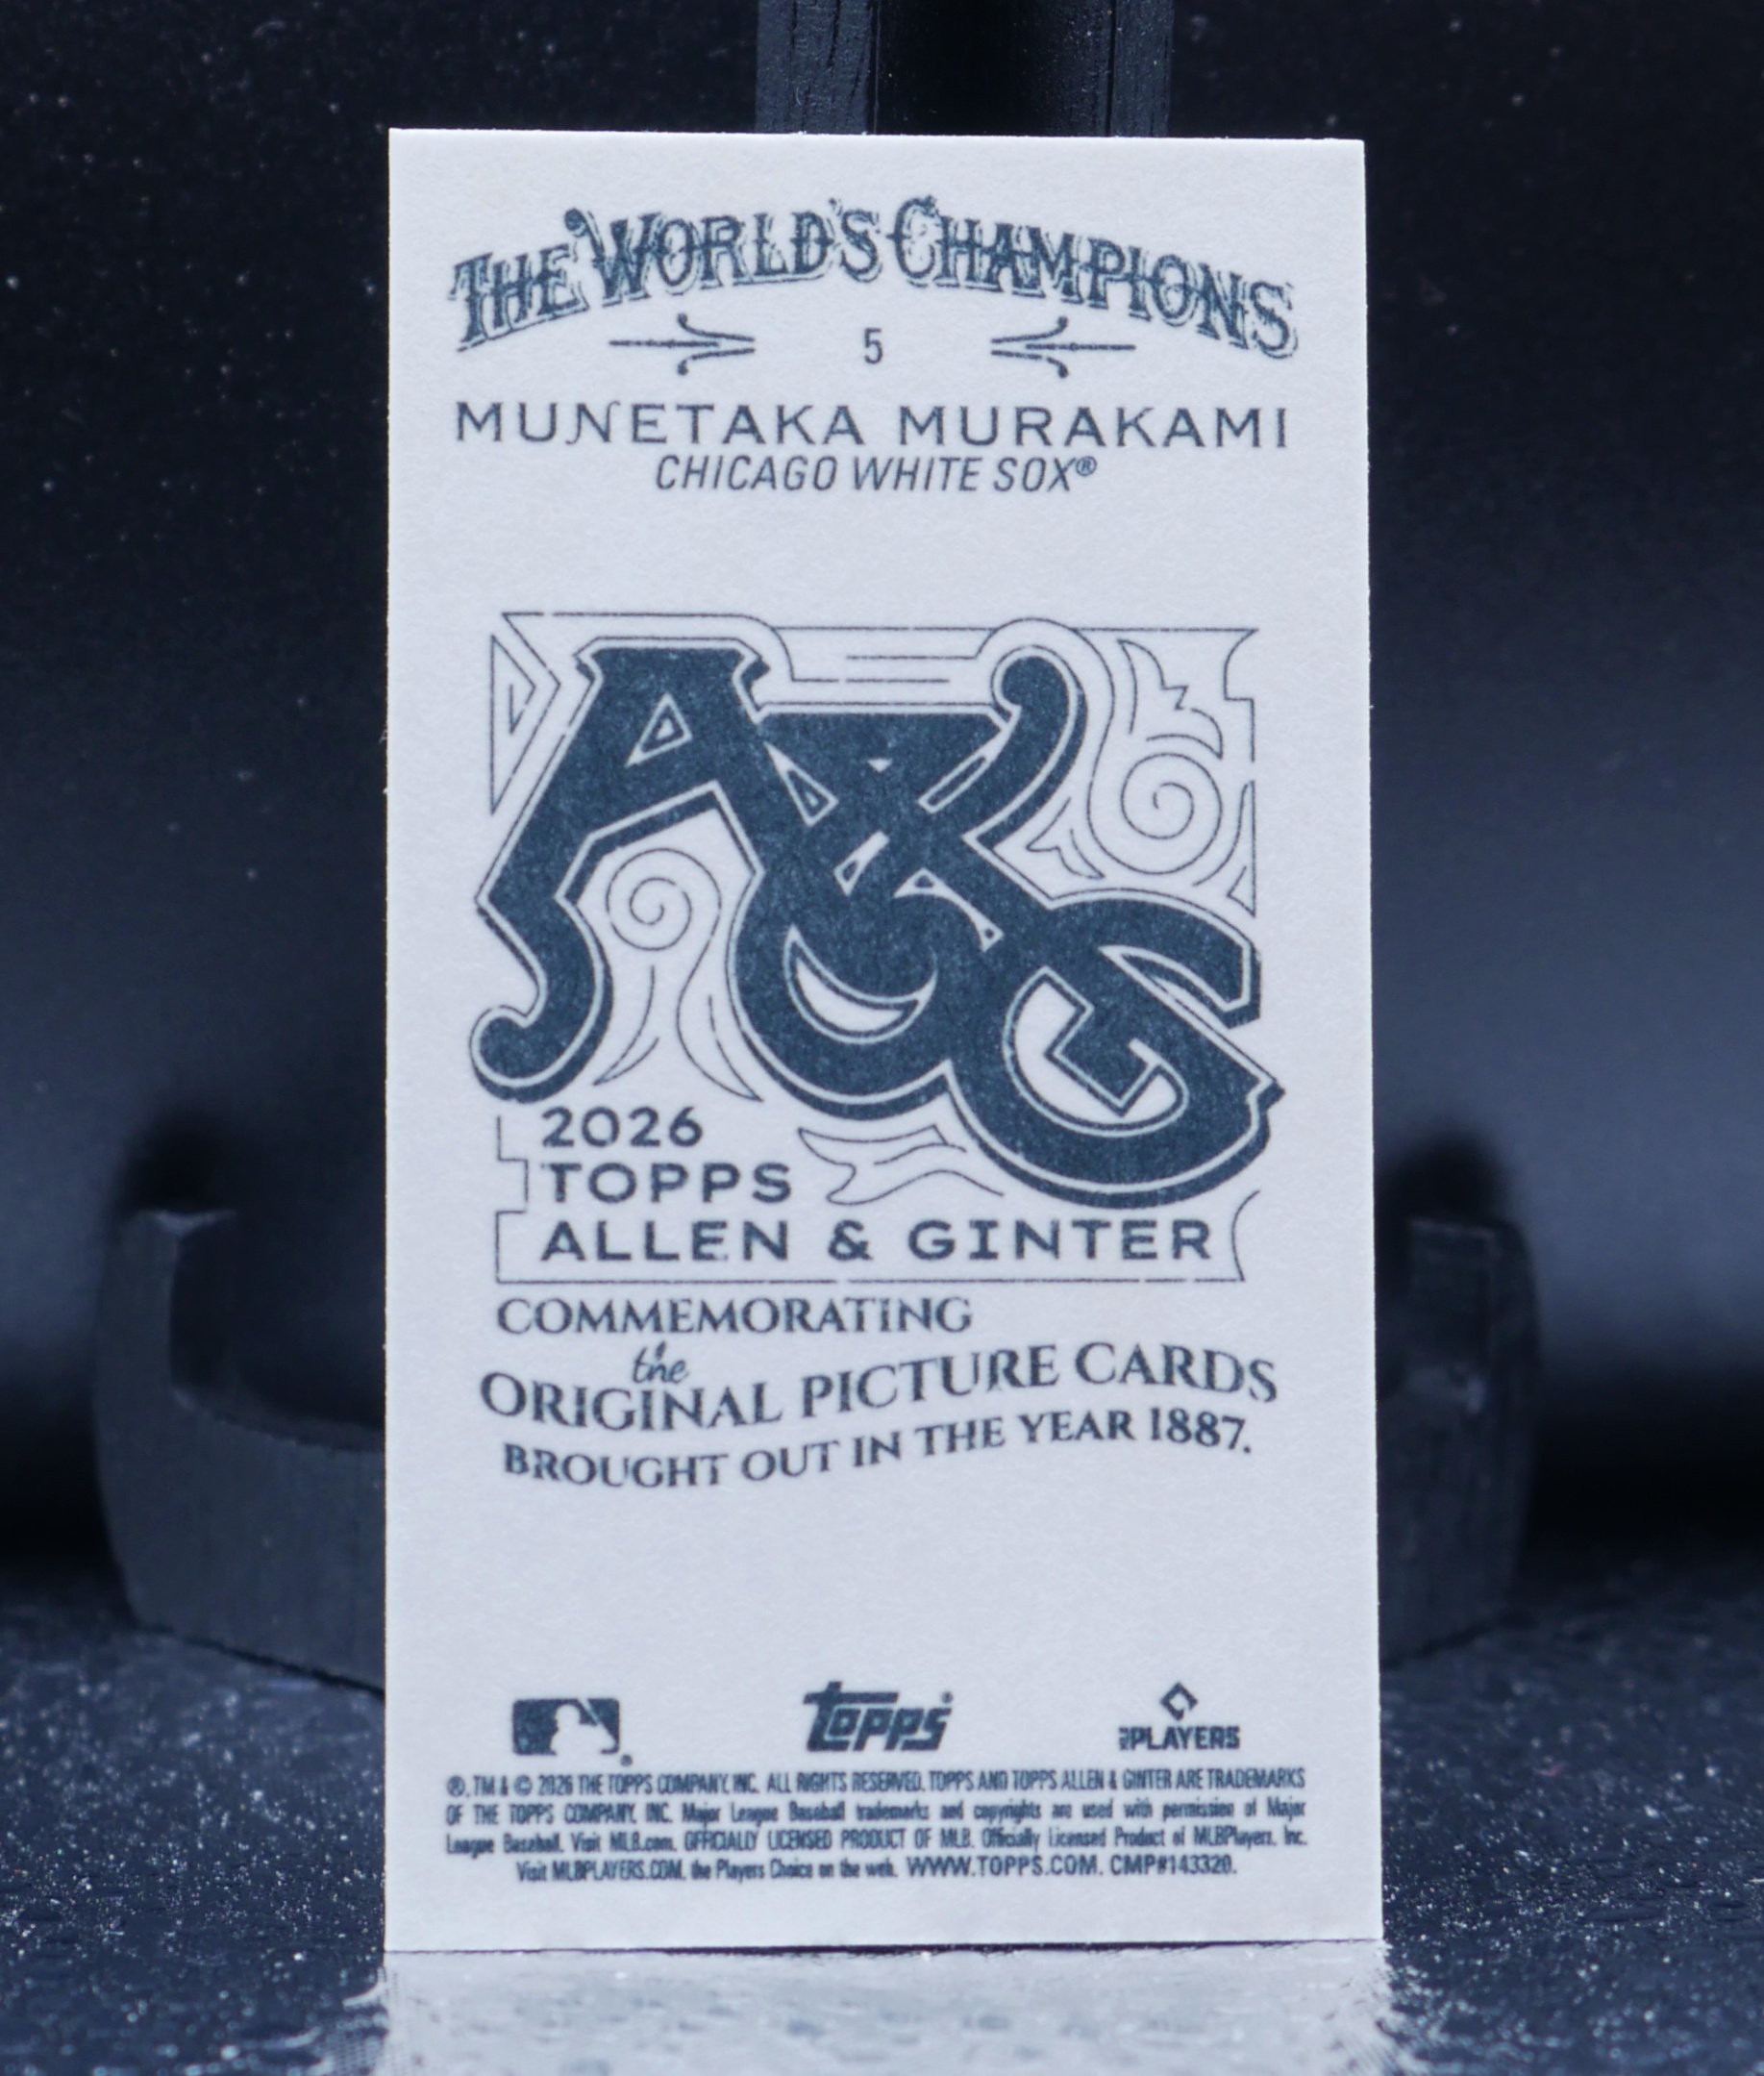 THE WORLD'S CHAMPIONS
5
MUNETAKA MURAKAMI
CHICAGO WHITE SOX®
A&G
2026
TOPPS
ALLEN & GINTER
COMMEMORATING
the
ORIGINAL PICTURE CARDS
BROUGHT OUT IN THE YEAR 1887.
topps
MLBPLAYERS
®, TM & © 2026 THE TOPPS COMPANY, INC. ALL RIGHTS RESERVED. TOPPS AND TOPPS ALLEN & GINTER ARE TRADEMARKS
OF THE TOPPS COMPANY, INC. Major League Baseball trademarks and copyrights are used with permission of Major
League Baseball. Visit MLB.com. OFFICIALLY LICENSED PRODUCT OF MLB. Officially Licensed Product of MLBPlayers, Inc.
Visit MLBPLAYERS.COM, the Players Choice on the web. WWW.TOPPS.COM. CMP#143320.